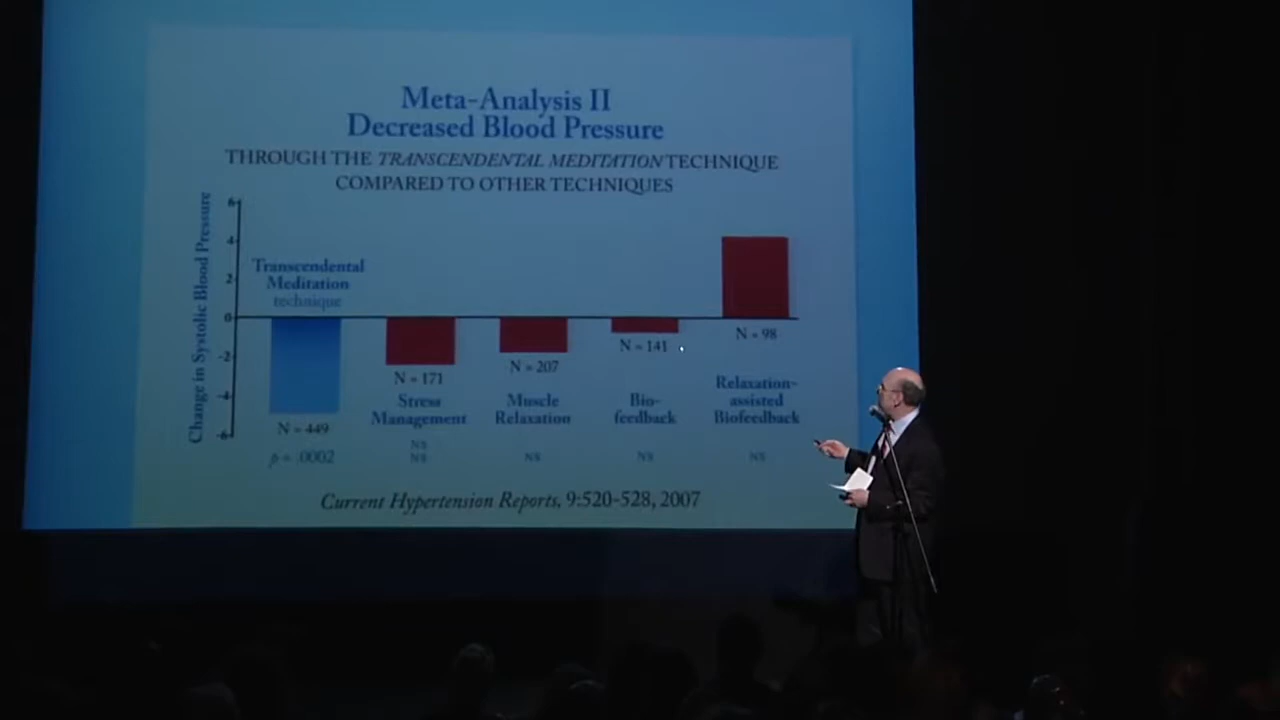 Meta-Analysis II
Decreased Blood Pressure
THROUGH THE TRANSCENDENTAL MEDITATION TECHNIQUE
COMPARED TO OTHER TECHNIQUES
Change in Systolic Blood Pressure
6
4
2
0
-2
-4
-6
Transcendental
Meditation
technique
N = 449
p = .0002
N = 171
Stress
Management
NS
NS
N = 207
Muscle
Relaxation
NS
N = 141
Bio-
feedback
NS
N = 98
Relaxation-
assisted
Biofeedback
NS
Current Hypertension Reports, 9:520-528, 2007